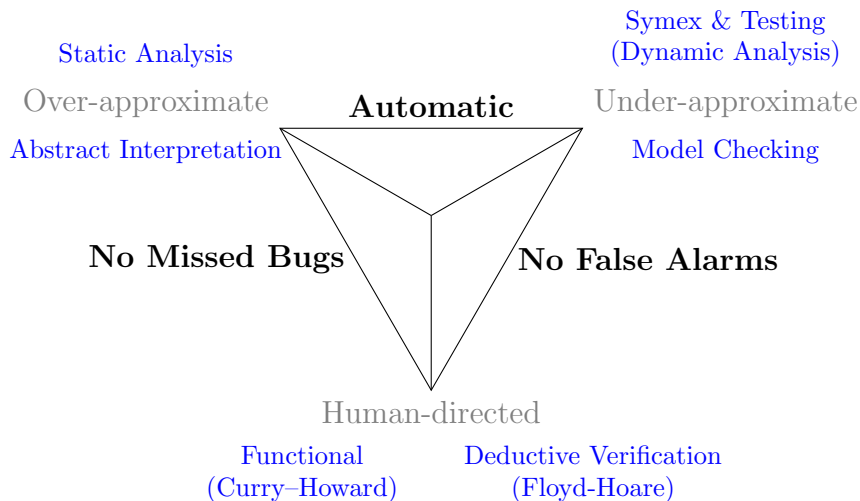 Static Analysis
Over-approximate
Abstract Interpretation
Automatic
Symex & Testing
(Dynamic Analysis)
Under-approximate
Model Checking
No Missed Bugs
No False Alarms
Human-directed
Functional
(Curry–Howard)
Deductive Verification
(Floyd-Hoare)